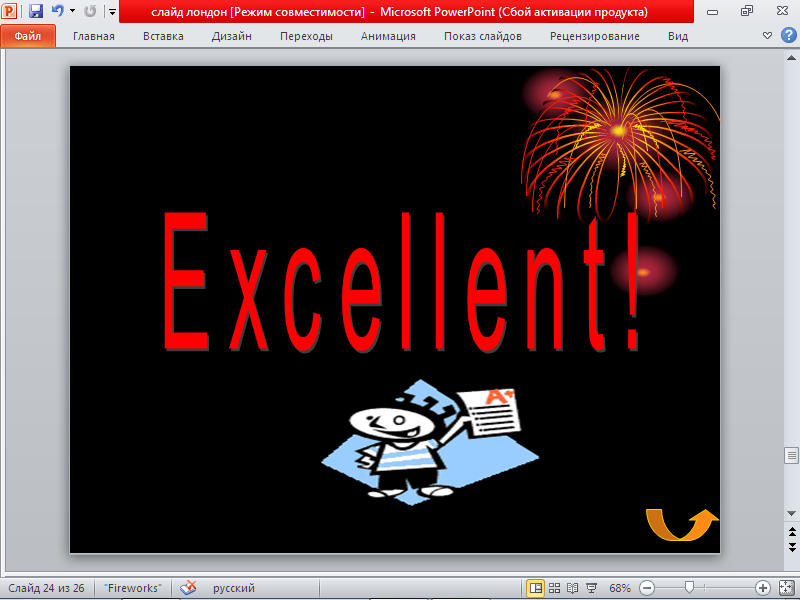 слайд лондон [Режим совместимости] - Microsoft PowerPoint (Сбой активации продукта)
Файл Главная Вставка Дизайн Переходы Анимация Показ слайдов Рецензирование Вид
Excellent!
A+
Слайд 24 из 26 "Fireworks" русский 68%